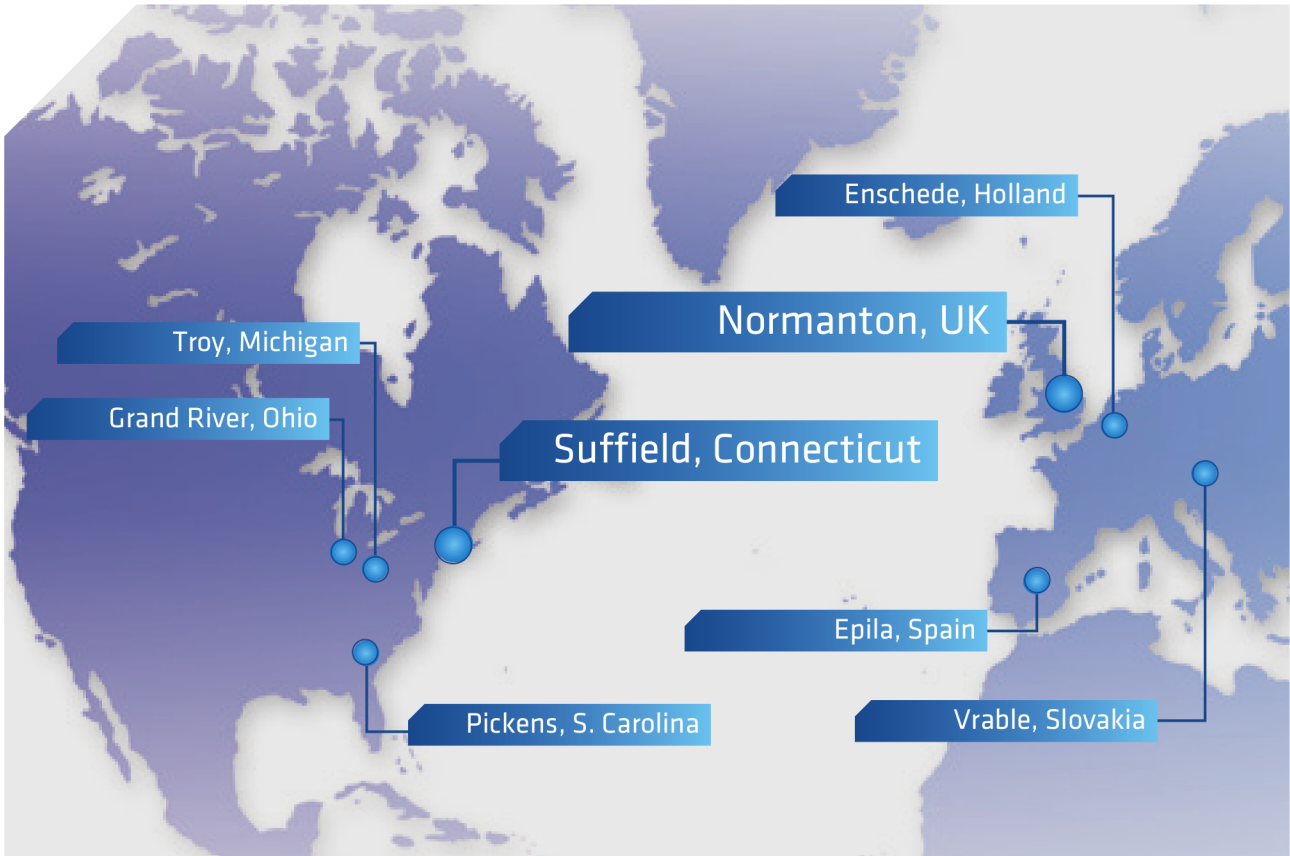 Enschede, Holland
Normanton, UK
Troy, Michigan
Grand River, Ohio
Suffield, Connecticut
Epila, Spain
Pickens, S. Carolina
Vrable, Slovakia